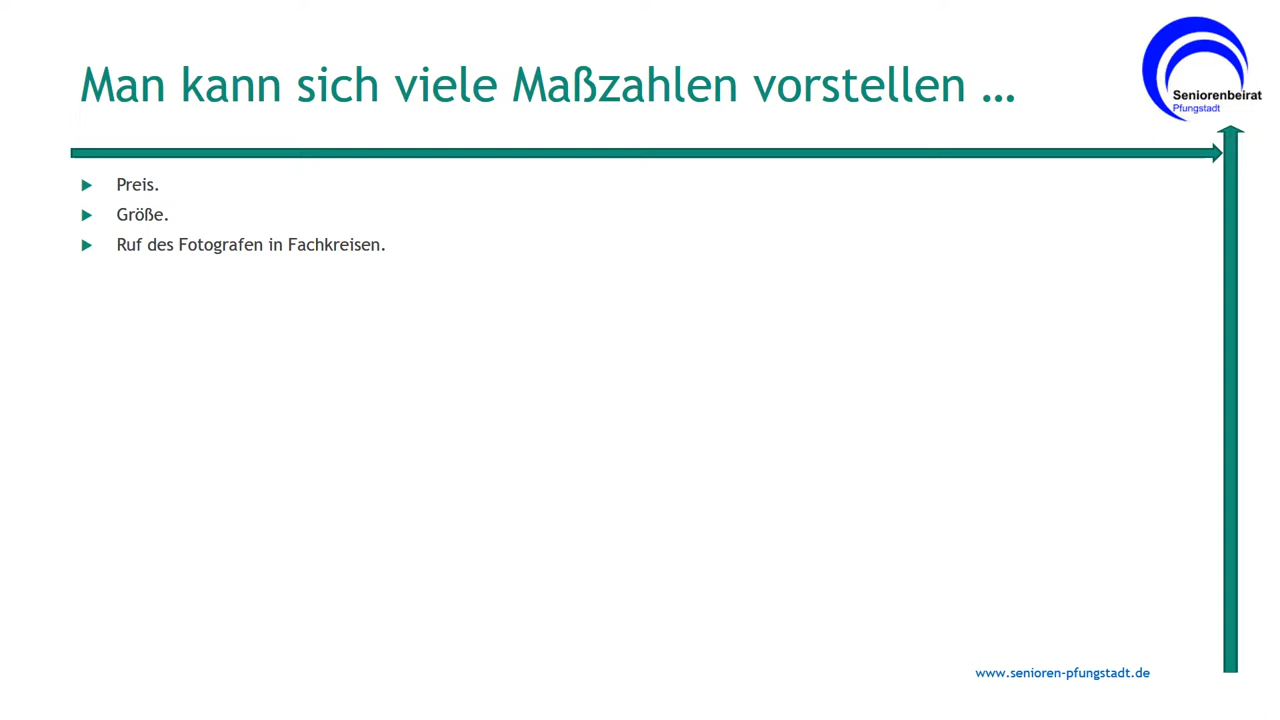 Man kann sich viele Maßzahlen vorstellen …
Seniorenbeirat
Pfungstadt
Preis.
Größe.
Ruf des Fotografen in Fachkreisen.
www.senioren-pfungstadt.de